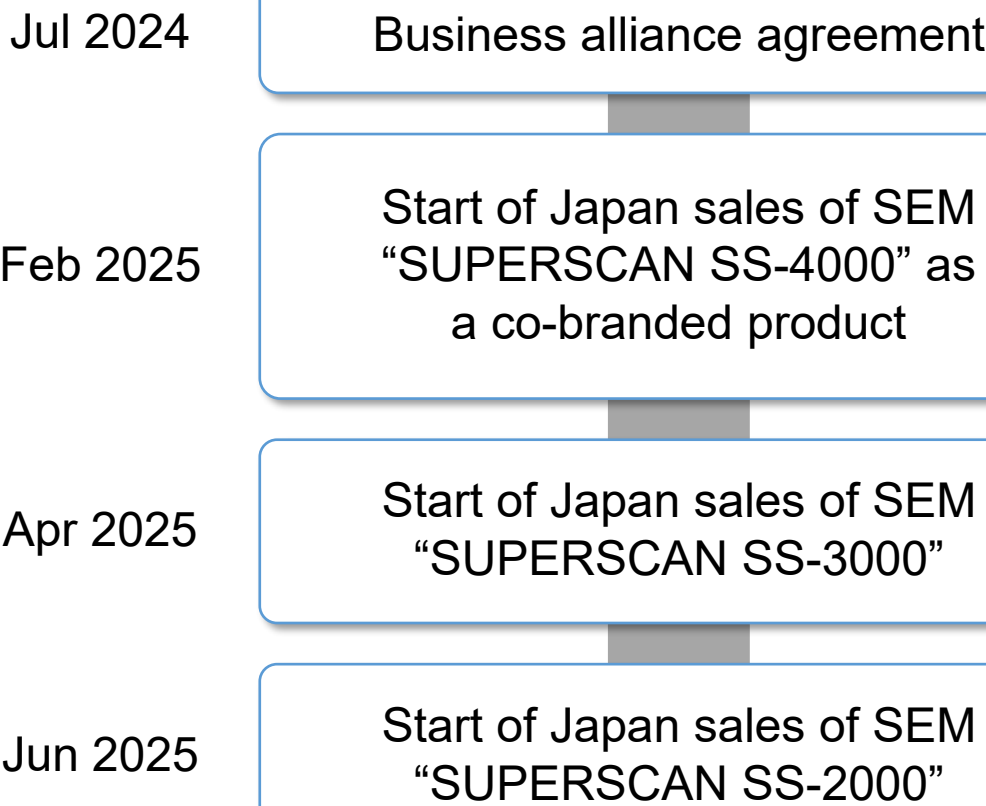 Jul 2024
Business alliance agreement
Feb 2025
Start of Japan sales of SEM
“SUPERSCAN SS-4000” as
a co-branded product
Apr 2025
Start of Japan sales of SEM
“SUPERSCAN SS-3000”
Jun 2025
Start of Japan sales of SEM
“SUPERSCAN SS-2000”